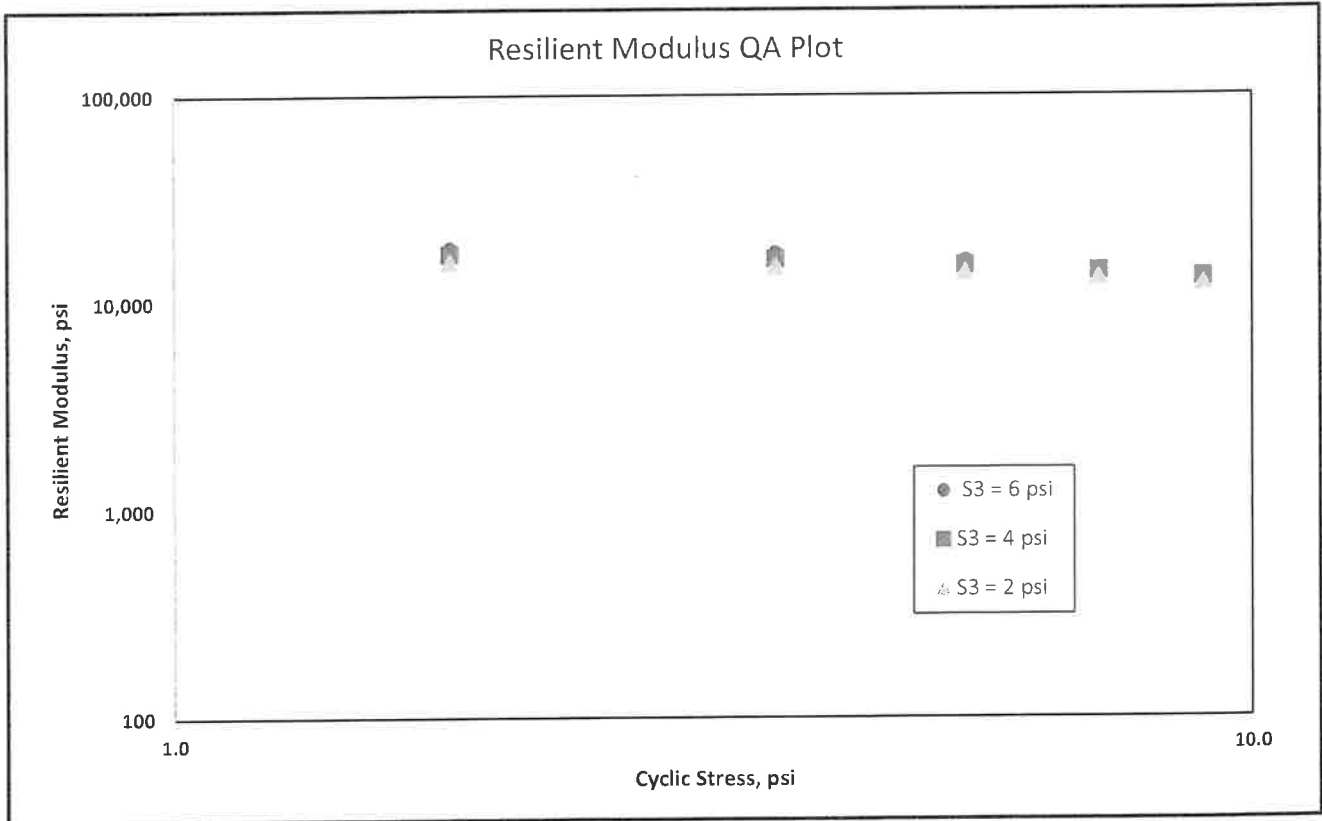 Resilient Modulus QA Plot
100,000
10,000
1,000
100
Resilient Modulus, psi
1.0
10.0
Cyclic Stress, psi
S3 = 6 psi
S3 = 4 psi
S3 = 2 psi